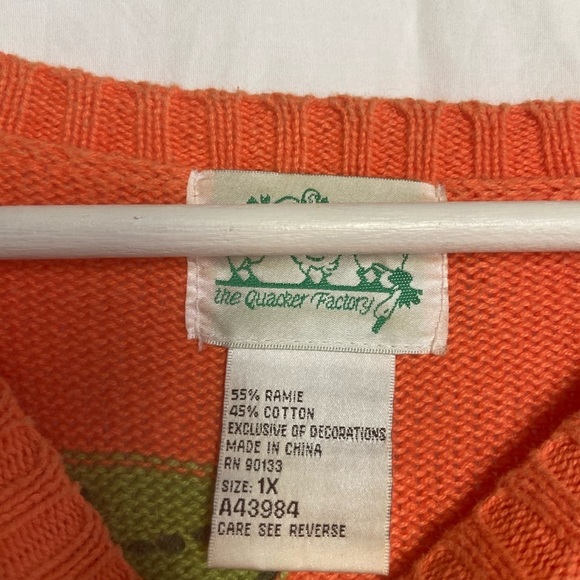 the Quacker Factory
55% RAMIE
45% COTTON
EXCLUSIVE OF DECORATIONS
MADE IN CHINA
RN 90133
SIZE: 1X
A43984
CARE SEE REVERSE